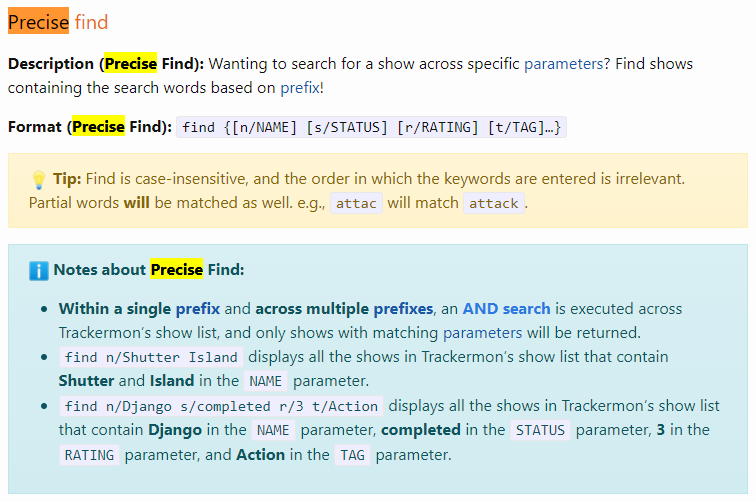 Precise find
Description (Precise Find): Wanting to search for a show across specific parameters? Find shows
containing the search words based on prefix!
Format (Precise Find): find {[n/NAME] [s/STATUS] [r/RATING] [t/TAG]…}
Tip: Find is case-insensitive, and the order in which the keywords are entered is irrelevant.
Partial words will be matched as well. e.g., attac will match attack.
Notes about Precise Find:
• Within a single prefix and across multiple prefixes, an AND search is executed across
Trackermon's show list, and only shows with matching parameters will be returned.
• find n/Shutter Island displays all the shows in Trackermon's show list that contain
Shutter and Island in the NAME parameter.
• find n/Django s/completed r/3 t/Action displays all the shows in Trackermon's show list
that contain Django in the NAME parameter, completed in the STATUS parameter, 3 in the
RATING parameter, and Action in the TAG parameter.